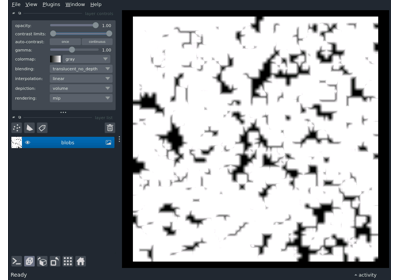 File View Plugins Window Help
opacity: 1.00
contrast limits:
auto-contrast: once continuous
gamma: 1.00
colormap: gray
blending: translucent_no_depth
interpolation: linear
depiction: volume
rendering: mip
blobs
Ready
activity